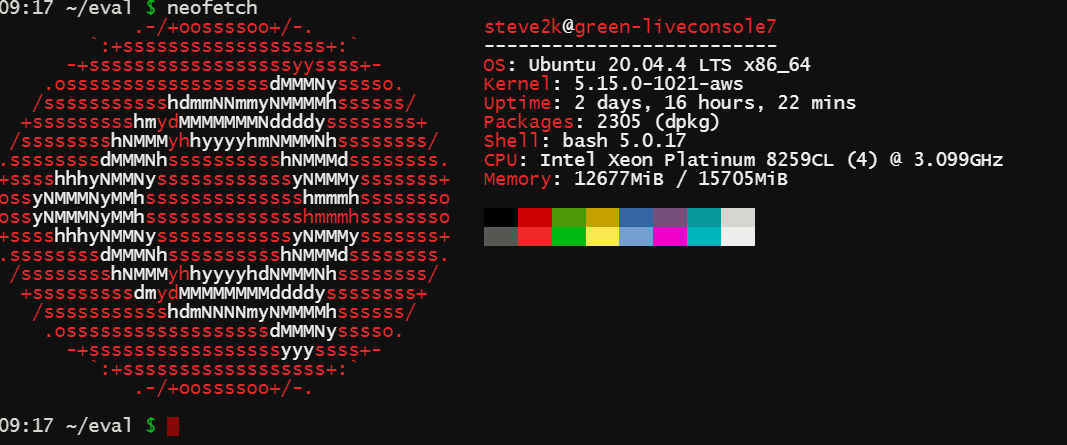 09:17 ~/eval $ neofetch
.-/+oossssoo+/-.
`:+ssssssssssssssssss+:`
-+ssssssssssssssssssyyssss+-
.ossssssssssssssssssdMMMNysssso.
/ssssssssssshdmmNNmmyNMMMMhssssss/
+ssssssssshmydMMMMMMMNddddyssssssss+
/sssssssshNMMMyhhyyyyhmNMMMNhssssssss/
.ssssssssdMMMNhsssssssssshNMMMdssssssss.
+sssshhhyNMMNyssssssssssssyNMMMysssssss+
ossyNMMMNyMMhsssssssssssssshmmmhssssssso
ossyNMMMNyMMhsssssssssssssshmmmhssssssso
+sssshhhyNMMNyssssssssssssyNMMMysssssss+
.ssssssssdMMMNhsssssssssshNMMMdssssssss.
/sssssssshNMMMyhhyyyyhdNMMMNhssssssss/
+sssssssssdmydMMMMMMMMddddyssssssss+
/ssssssssssshdmNNNNmyNMMMMhssssss/
.ossssssssssssssssssdMMMNysssso.
-+sssssssssssssssssyyyssss+-
`:+ssssssssssssssssss+:`
.-/+oossssoo+/-.
steve2k@green-liveconsole7
--------------------------
OS: Ubuntu 20.04.4 LTS x86_64
Kernel: 5.15.0-1021-aws
Uptime: 2 days, 16 hours, 22 mins
Packages: 2305 (dpkg)
Shell: bash 5.0.17
CPU: Intel Xeon Platinum 8259CL (4) @ 3.099GHz
Memory: 12677MiB / 15705MiB
09:17 ~/eval $